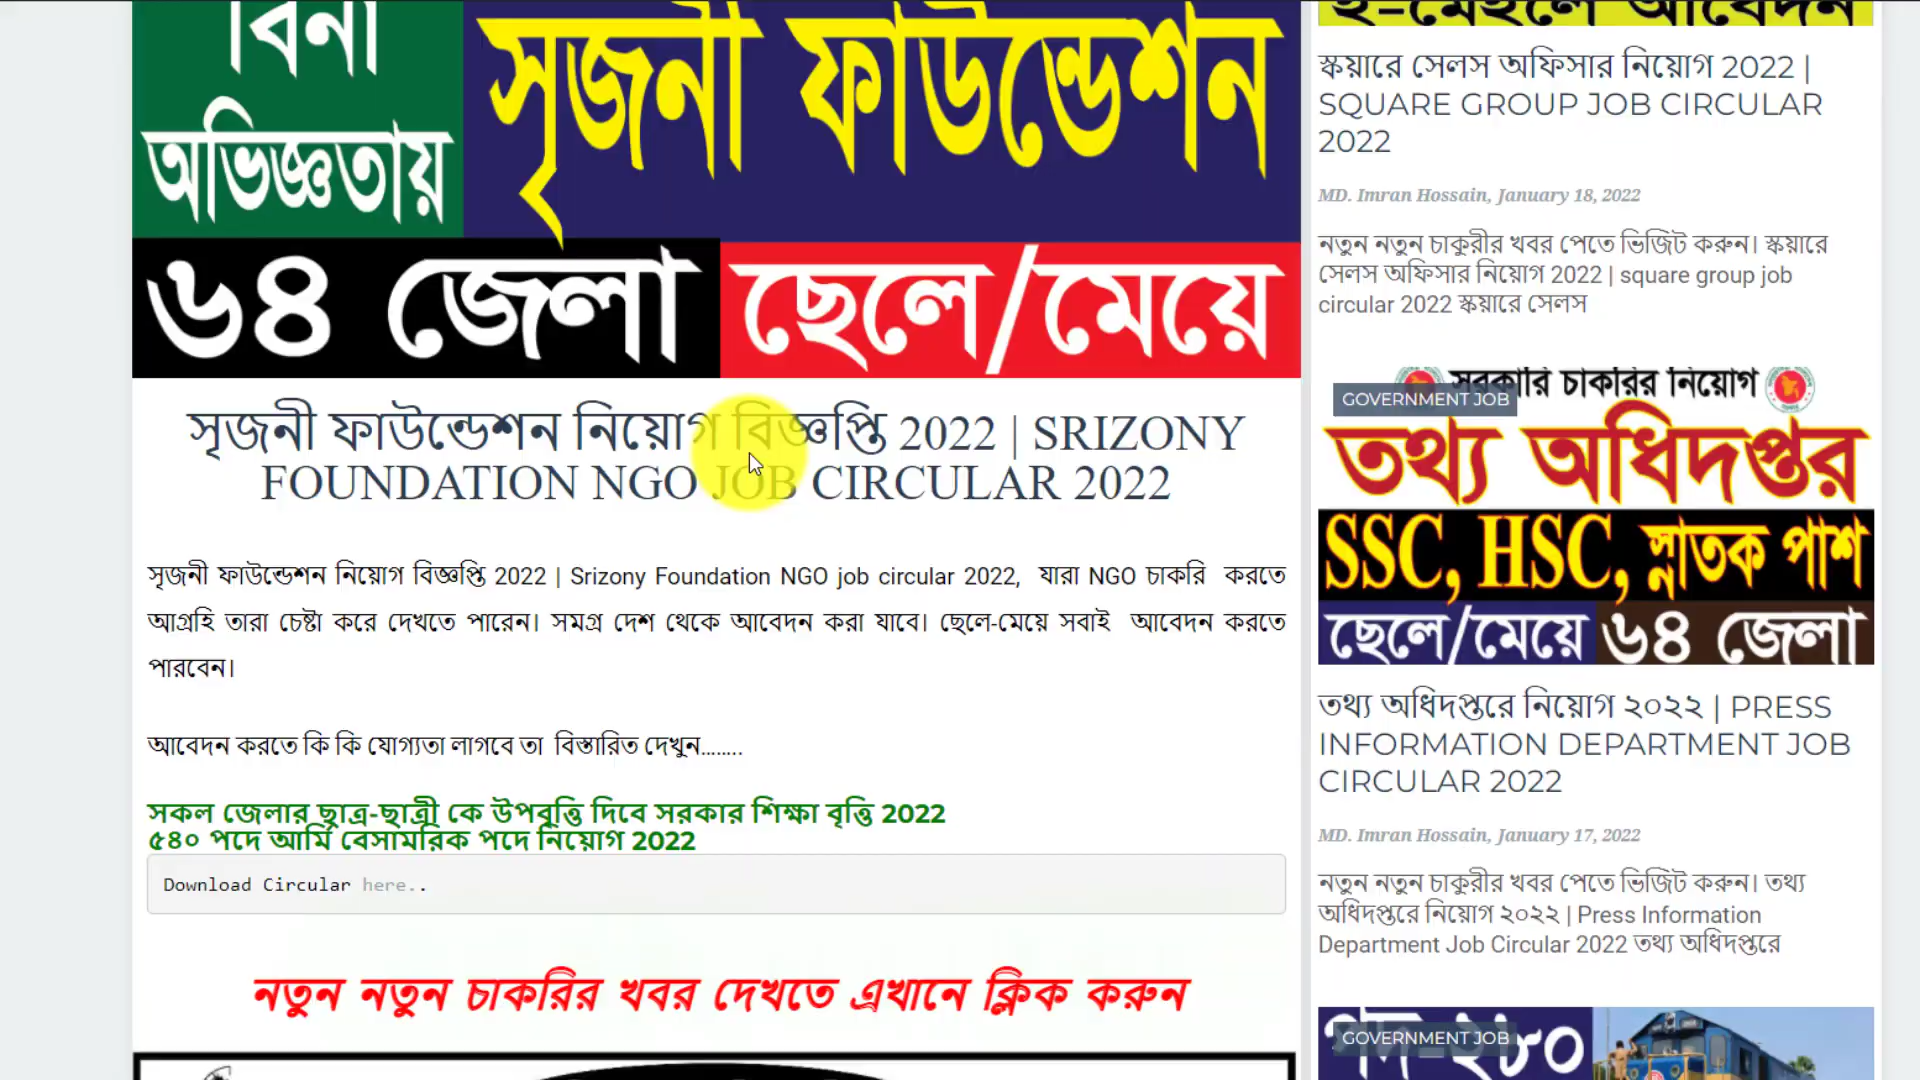 বিনা
অভিজ্ঞতায়
সৃজনী ফাউন্ডেশন
৬৪ জেলা ছেলে/মেয়ে
সৃজনী ফাউন্ডেশন নিয়োগ বিজ্ঞপ্তি 2022 | SRIZONY
FOUNDATION NGO JOB CIRCULAR 2022
সৃজনী ফাউন্ডেশন নিয়োগ বিজ্ঞপ্তি 2022 | Srizony Foundation NGO job circular 2022, যারা NGO চাকরি করতে
আগ্রহি তারা চেষ্টা করে দেখতে পারেন। সমগ্র দেশ থেকে আবেদন করা যাবে। ছেলে-মেয়ে সবাই আবেদন করতে
পারবেন।
আবেদন করতে কি কি যোগ্যতা লাগবে তা বিস্তারিত দেখুন........
সকল জেলার ছাত্র-ছাত্রী কে উপবৃত্তি দিবে সরকার শিক্ষা বৃত্তি 2022
৫৪০ পদে আর্মি বেসামরিক পদে নিয়োগ 2022
Download Circular here..
নতুন নতুন চাকরির খবর দেখতে এখানে ক্লিক করুন
ই-মেইলে আবেদন
স্কয়ারে সেলস অফিসার নিয়োগ 2022 |
SQUARE GROUP JOB CIRCULAR
2022
MD. Imran Hossain, January 18, 2022
নতুন নতুন চাকুরীর খবর পেতে ভিজিট করুন। স্কয়ারে
সেলস অফিসার নিয়োগ 2022 | square group job
circular 2022 স্কয়ারে সেলস
সরকারি চাকরির নিয়োগ
GOVERNMENT JOB
তথ্য অধিদপ্তর
SSC, HSC, স্নাতক পাশ
ছেলে/মেয়ে ৬৪ জেলা
তথ্য অধিদপ্তরে নিয়োগ ২০২২ | PRESS
INFORMATION DEPARTMENT JOB
CIRCULAR 2022
MD. Imran Hossain, January 17, 2022
নতুন নতুন চাকুরীর খবর পেতে ভিজিট করুন। তথ্য
অধিদপ্তরে নিয়োগ ২০২২ | Press Information
Department Job Circular 2022 তথ্য অধিদপ্তরে
পদ-২৮০
GOVERNMENT JOB